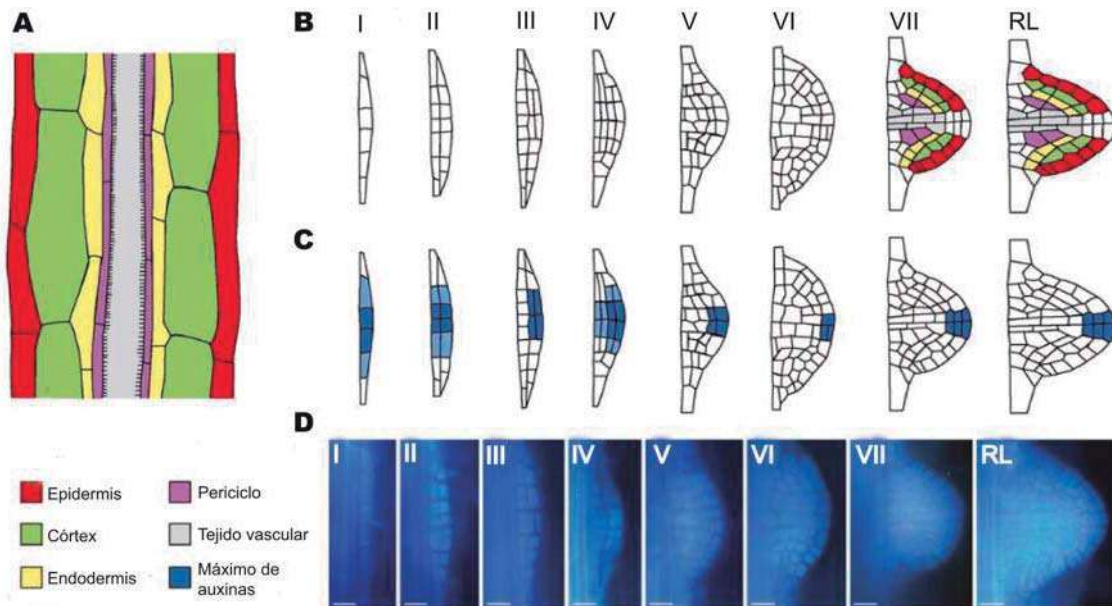 A
B
I II III IV V VI VII RL
C
D
I II III IV V VI VII RL
Epidermis
Córtex
Endodermis
Periciclo
Tejido vascular
Máximo de
auxinas